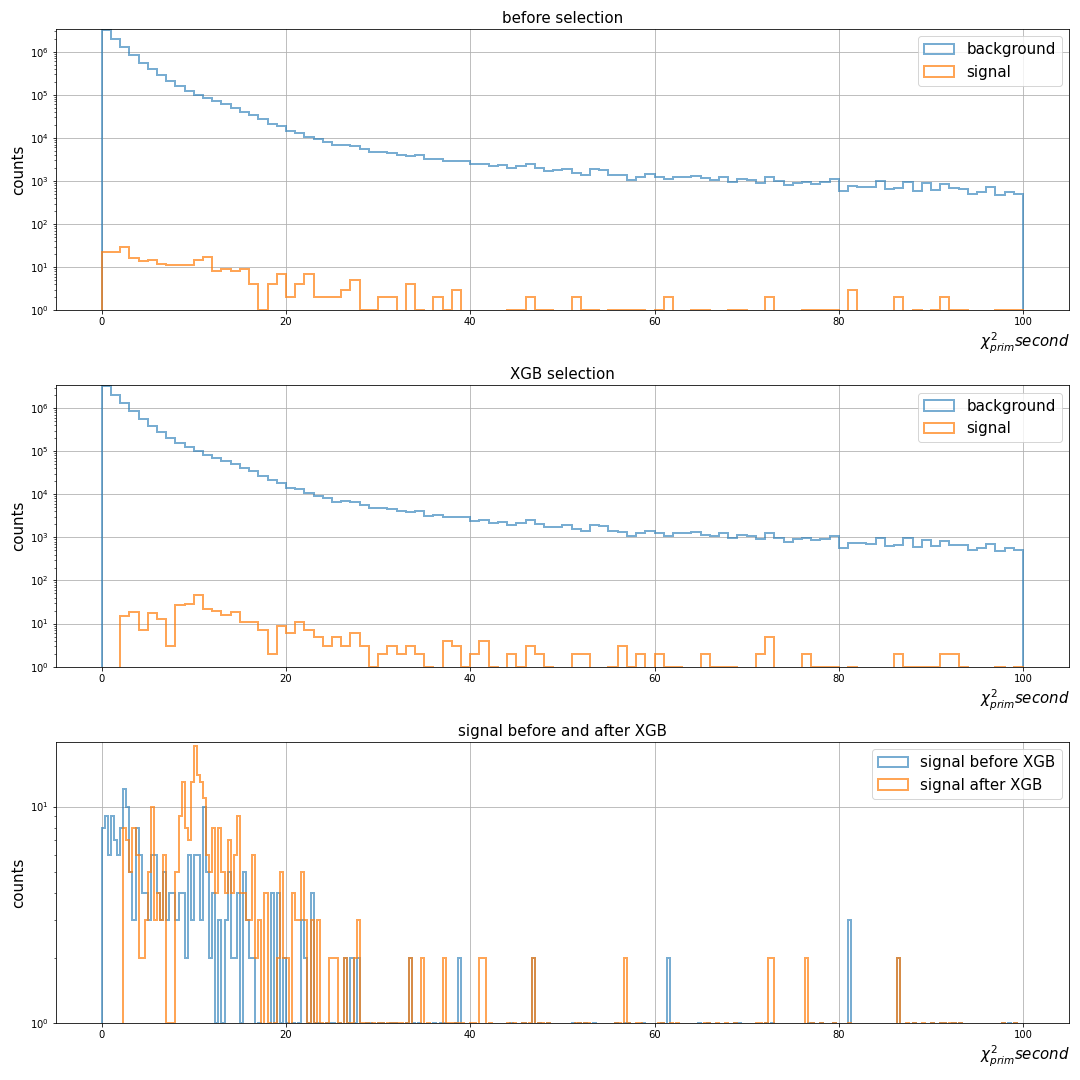 before selection
counts
10⁶
10⁵
10⁴
10³
10²
10¹
10⁰
background
signal
0 20 40 60 80 100
χ²prim second
XGB selection
counts
10⁶
10⁵
10⁴
10³
10²
10¹
10⁰
background
signal
0 20 40 60 80 100
χ²prim second
signal before and after XGB
counts
10¹
10⁰
signal before XGB
signal after XGB
0 20 40 60 80 100
χ²prim second